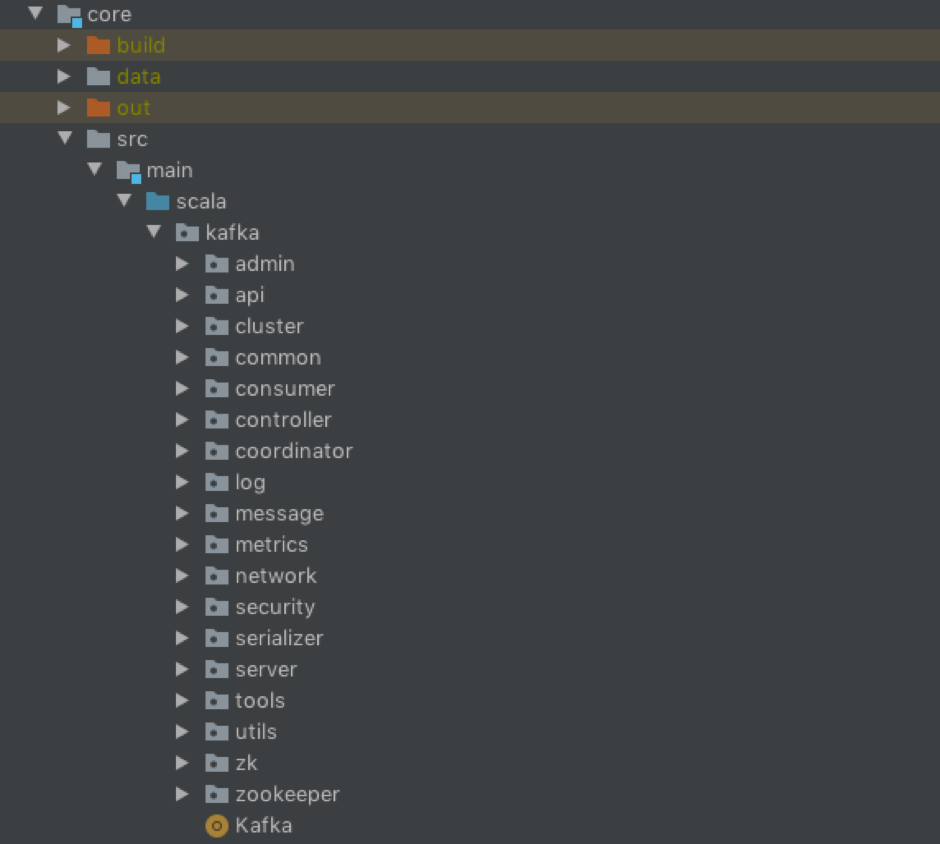 core
build
data
out
src
main
scala
kafka
admin
api
cluster
common
consumer
controller
coordinator
log
message
metrics
network
security
serializer
server
tools
utils
zk
zookeeper
Kafka